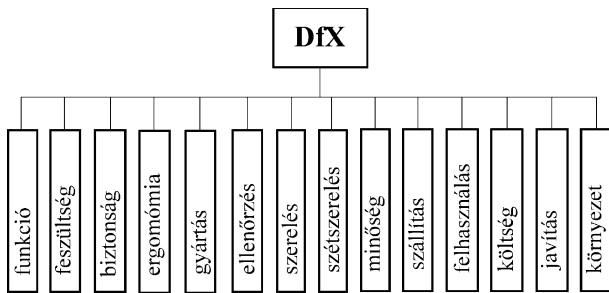 DfX
funkció
feszültség
biztonság
ergomómia
gyártás
ellenőrzés
szerelés
szétszerelés
minőség
szállítás
felhasználás
költség
javítás
környezet